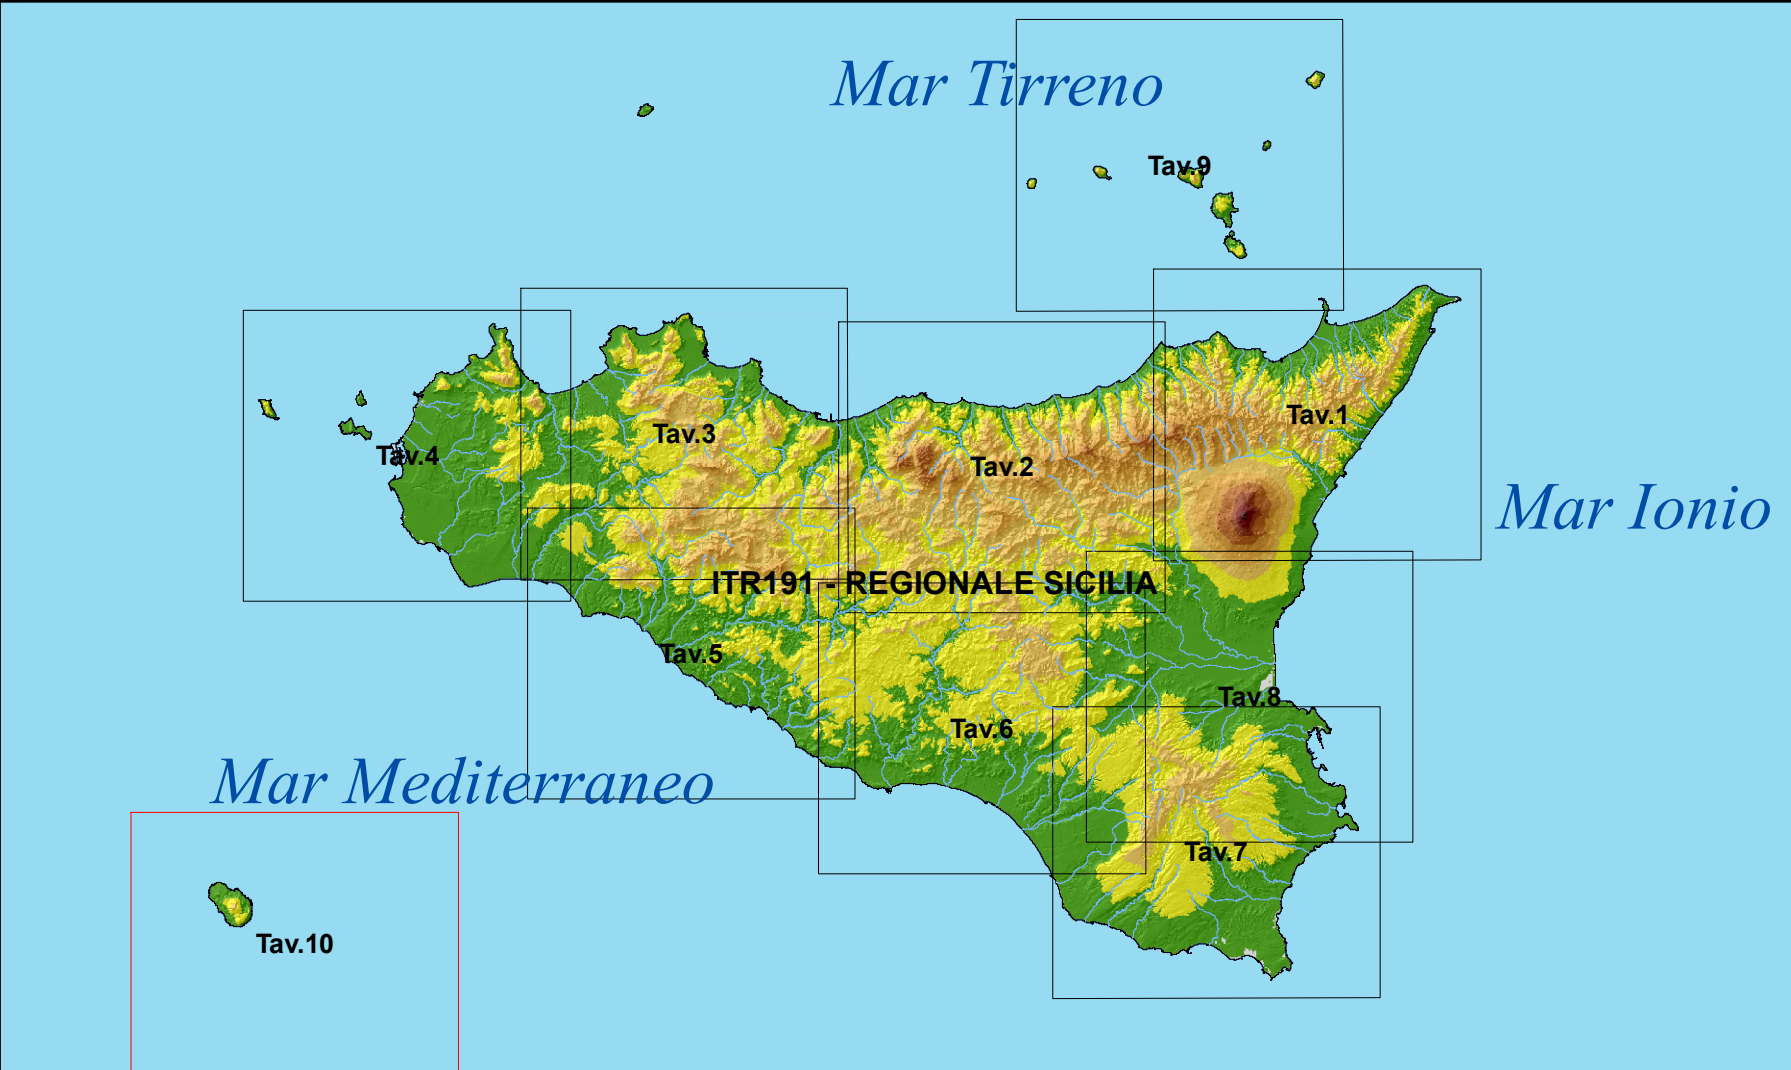 Mar Tirreno
Tav.9
Tav.1
Tav.3
Tav.4
Tav.2
Mar Ionio
ITR191 - REGIONALE SICILIA
Tav.5
Tav.8
Tav.6
Mar Mediterraneo
Tav.7
Tav.10